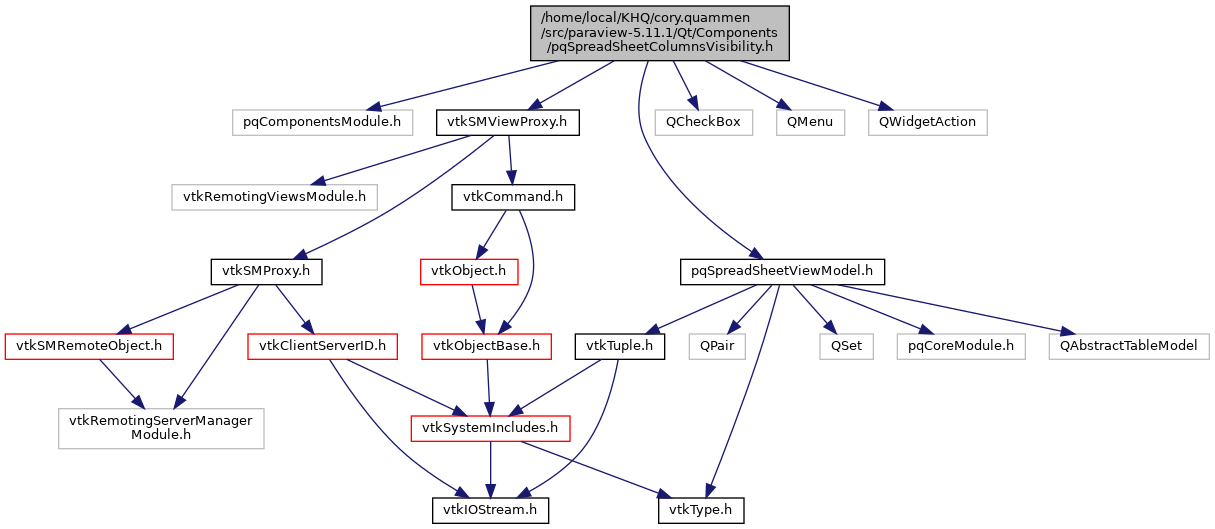 /home/local/KHQ/cory.quammen
/src/paraview-5.11.1/Qt/Components
/pqSpreadSheetColumnsVisibility.h
pqComponentsModule.h
vtkSMViewProxy.h
QCheckBox
QMenu
QWidgetAction
vtkRemotingViewsModule.h
vtkCommand.h
vtkSMProxy.h
vtkObject.h
pqSpreadSheetViewModel.h
vtkSMRemoteObject.h
vtkClientServerID.h
vtkObjectBase.h
vtkTuple.h
QPair
QSet
pqCoreModule.h
QAbstractTableModel
vtkRemotingServerManager
Module.h
vtkSystemIncludes.h
vtkIOStream.h
vtkType.h